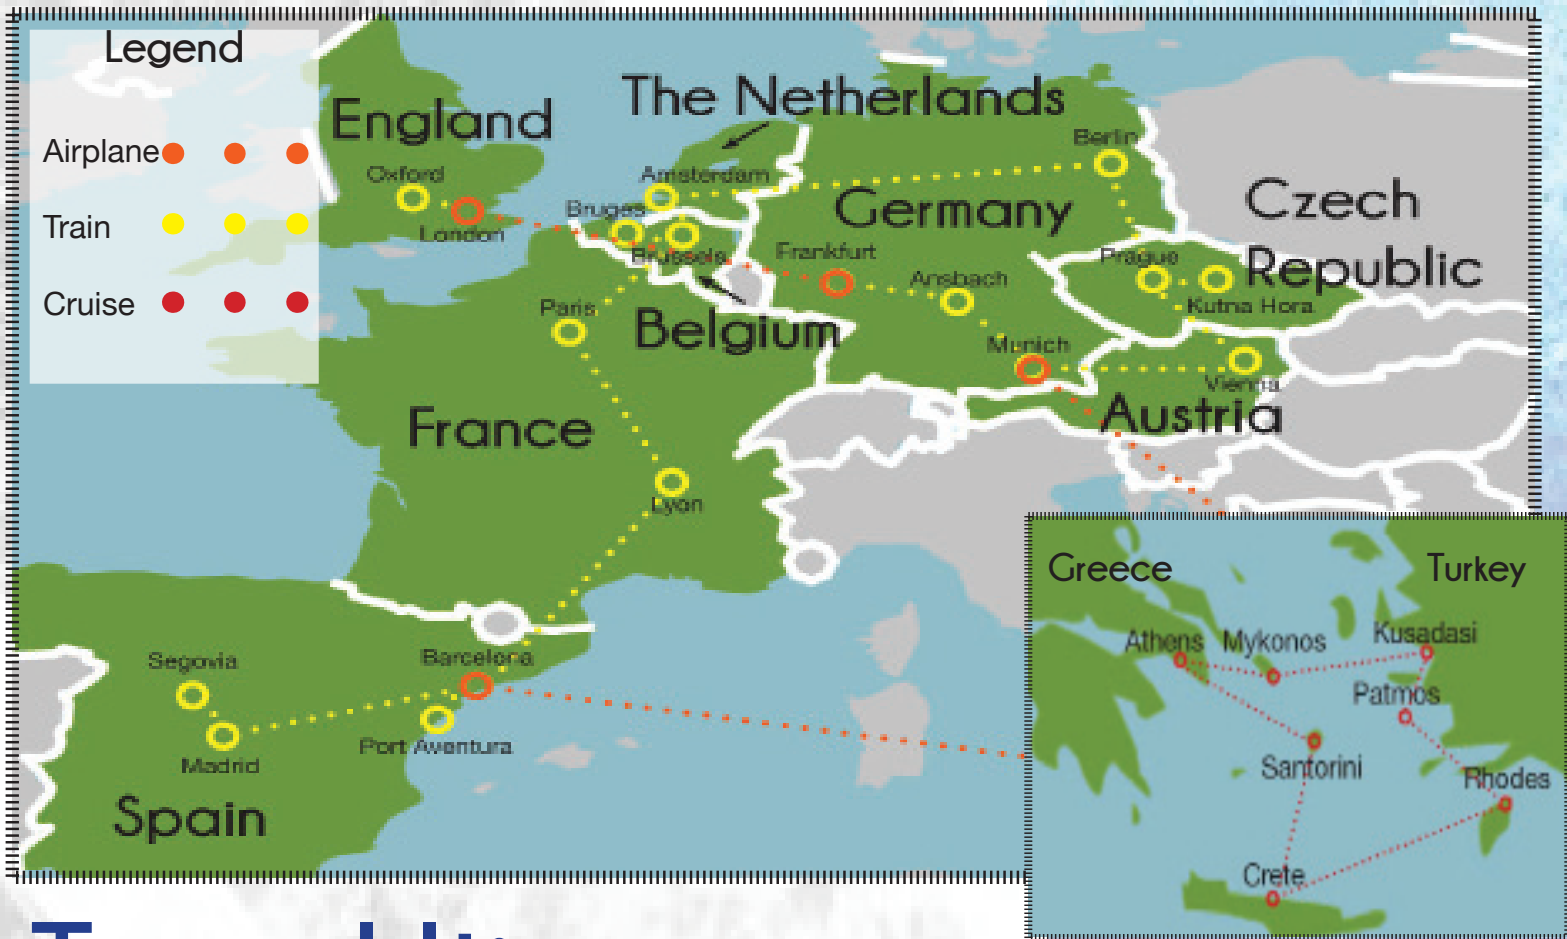 Legend
Airplane
Train
Cruise
England
The Netherlands
Oxford
London
Amsterdam
Bruges
Brussels
Berlin
Germany
Czech
Republic
Frankfurt
Ansbach
Prague
Kutna Hora
Paris
Belgium
Munich
Vienna
Austria
France
Lyon
Segovia
Madrid
Barcelona
Port Aventura
Spain
Greece
Turkey
Athens
Mykonos
Kusadasi
Patmos
Santorini
Rhodes
Crete